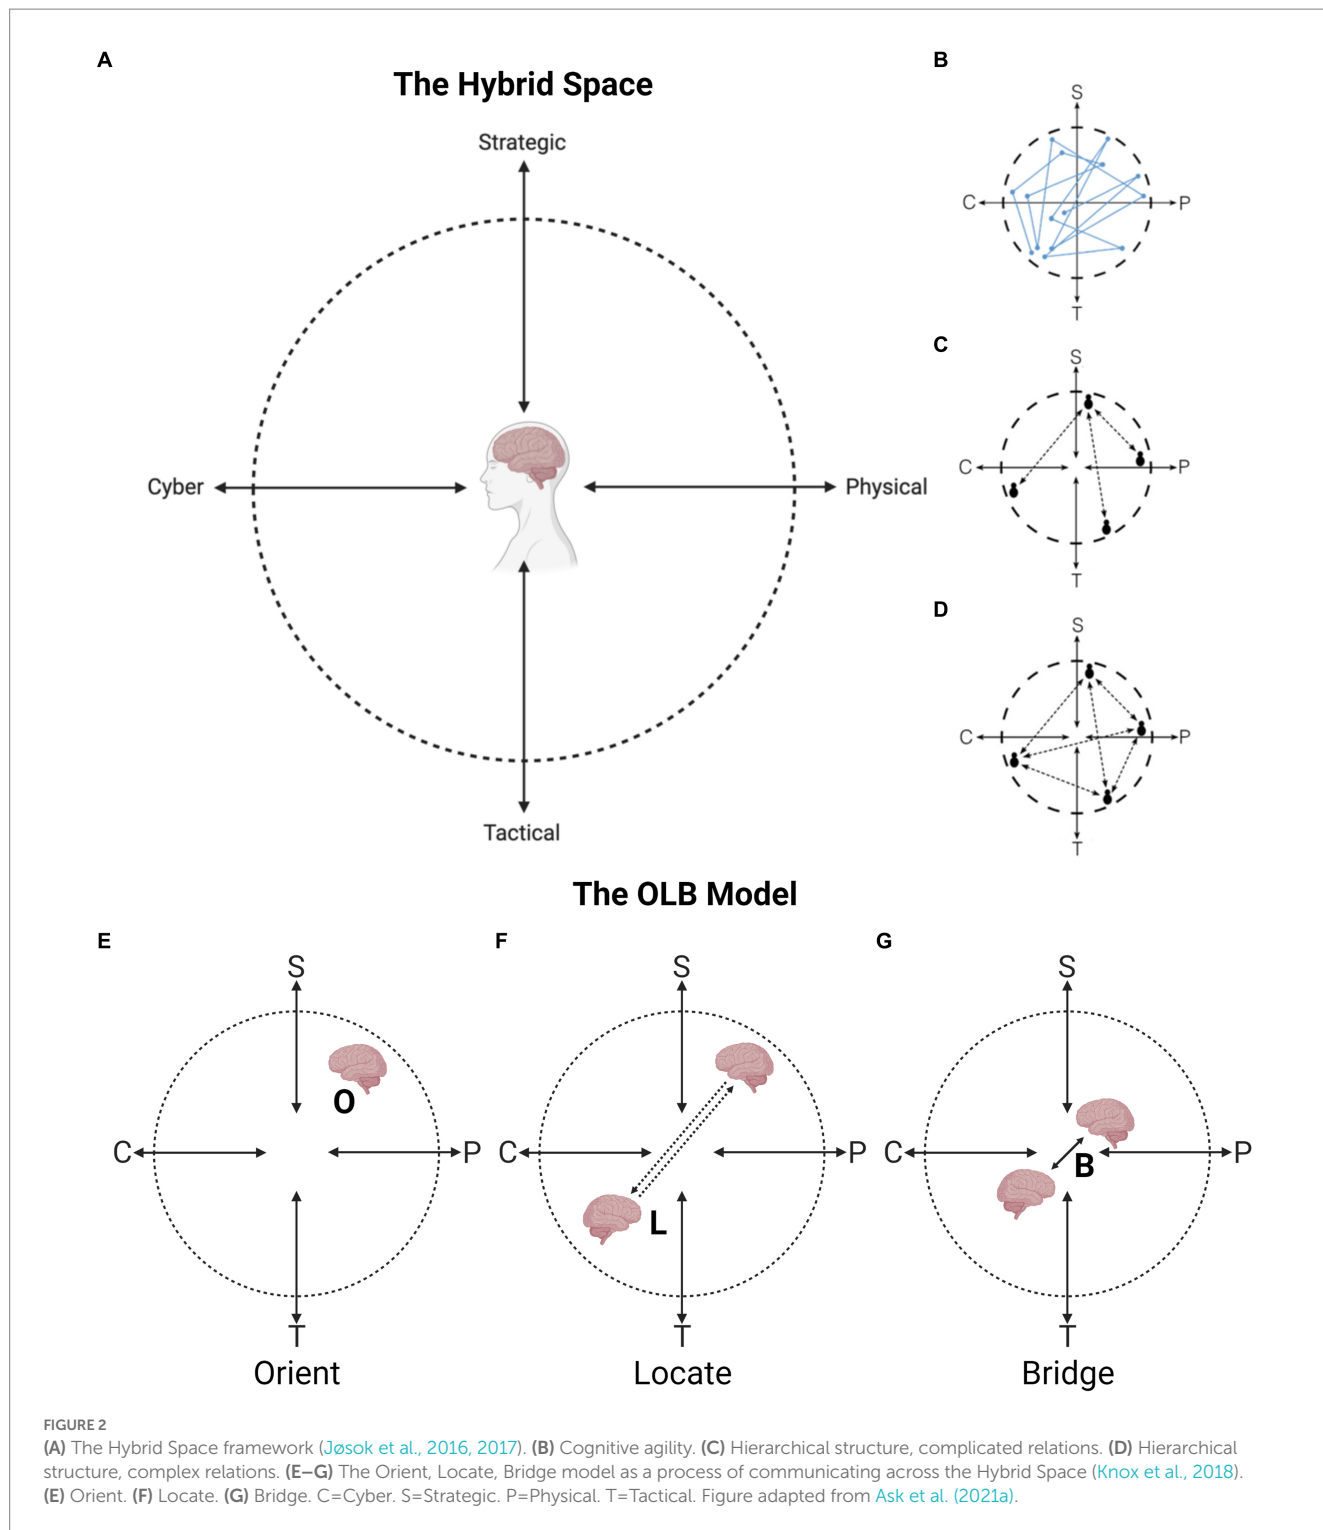 A
The Hybrid Space
Strategic
Cyber
Physical
Tactical
B
S
C
P
T
C
S
C
P
T
D
S
C
P
T
The OLB Model
E
S
O
C
P
T
Orient
F
S
C
P
L
T
Locate
G
S
C
B
P
T
Bridge
FIGURE 2
(A) The Hybrid Space framework (Jøsok et al., 2016, 2017). (B) Cognitive agility. (C) Hierarchical structure, complicated relations. (D) Hierarchical
structure, complex relations. (E–G) The Orient, Locate, Bridge model as a process of communicating across the Hybrid Space (Knox et al., 2018).
(E) Orient. (F) Locate. (G) Bridge. C=Cyber. S=Strategic. P=Physical. T=Tactical. Figure adapted from Ask et al. (2021a).